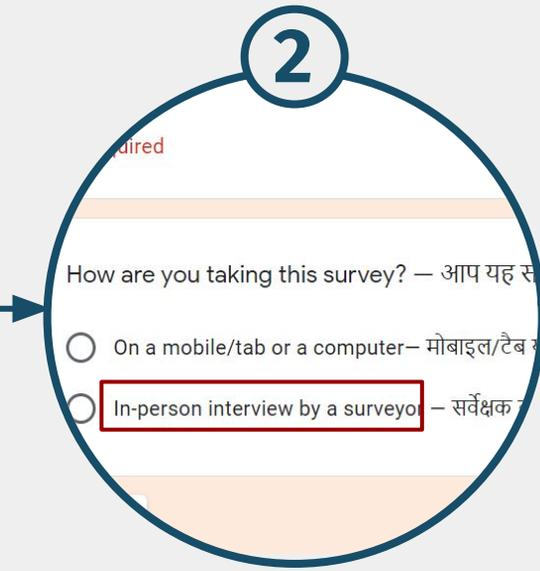 2
How are you taking this survey? — आप यह
On a mobile/tab or a computer— मोबाइल/टैब
In-person interview by a surveyor — सर्वेक्षक